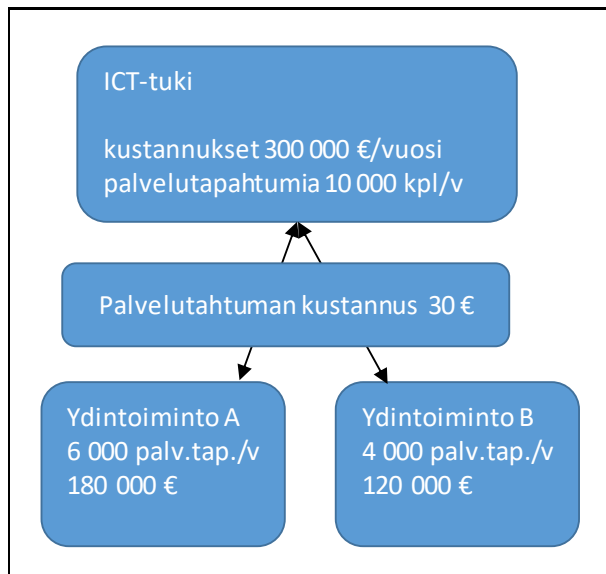 ICT-tuki
kustannukset 300 000 €/vuosi
palvelutapahtumia 10 000 kpl/v
Palvelutahtuman kustannus 30 €
Ydintoiminto A
6 000 palv.tap./v
180 000 €
Ydintoiminto B
4 000 palv.tap./v
120 000 €